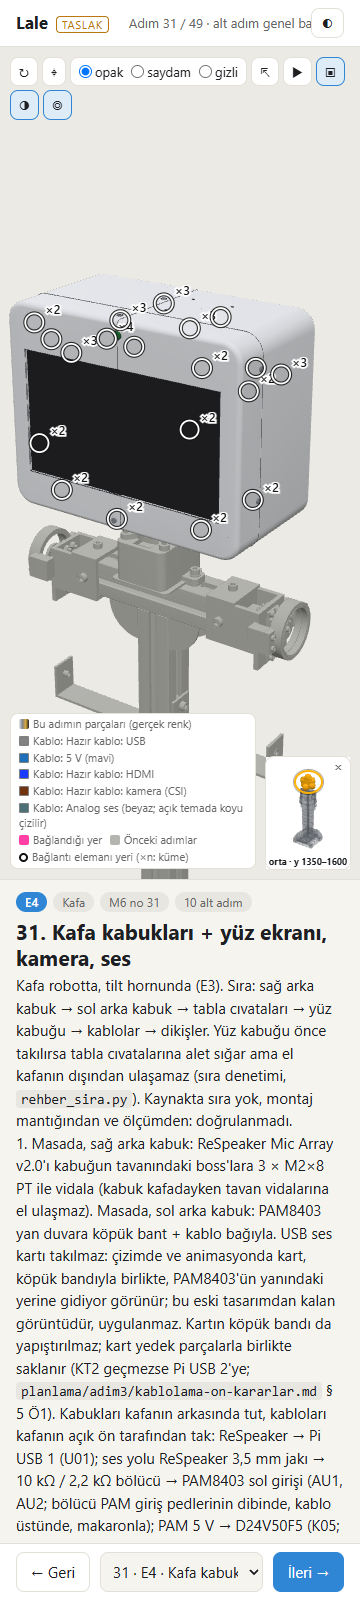 Lale TASLAK Adım 31 / 49 · alt adım genel ba
opak saydam gizli
×3
×2
×3
×3
×2
×3
×2
×2
×2
×2
×2
×2
Bu adımın parçaları (gerçek renk)
Kablo: Hazır kablo: USB
Kablo: 5 V (mavi)
Kablo: Hazır kablo: HDMI
Kablo: Hazır kablo: kamera (CSI)
Kablo: Analog ses (beyaz; açık temada koyu
çizilir)
Bağlandığı yer Önceki adımlar
Bağlantı elemanı yeri (×n: küme)
orta · y 1350–1600
E4 Kafa M6 no 31 10 alt adım
31. Kafa kabukları + yüz ekranı,
kamera, ses
Kafa robotta, tilt hornunda (E3). Sıra: sağ arka
kabuk → sol arka kabuk → tabla cıvataları → yüz
kabuğu → kablolar → dikişler. Yüz kabuğu önce
takılırsa tabla cıvatalarına alet sığar ama el
kafanın dışından ulaşamaz (sıra denetimi,
rehber_sira.py ). Kaynakta sıra yok, montaj
mantığından ve ölçümden: doğrulanmadı.
1. Masada, sağ arka kabuk: ReSpeaker Mic Array
v2.0'ı kabuğun tavanındaki boss'lara 3 × M2×8
PT ile vidala (kabuk kafadayken tavan vidalarına
el ulaşmaz). Masada, sol arka kabuk: PAM8403
yan duvara köpük bant + kablo bağıyla. USB ses
kartı takılmaz: çizimde ve animasyonda kart,
köpük bandıyla birlikte, PAM8403'ün yanındaki
yerine gidiyor görünür; bu eski tasarımdan kalan
görüntüdür, uygulanmaz. Kartın köpük bandı da
yapıştırılmaz; kart yedek parçalarla birlikte
saklanır (KT2 geçmezse Pi USB 2'ye;
planlama/adim3/kablolama-on-kararlar.md §
5 Ö1). Kabukları kafanın arkasında tut, kabloları
kafanın açık ön tarafından tak: ReSpeaker → Pi
USB 1 (U01); ses yolu ReSpeaker 3,5 mm jakı →
10 kΩ / 2,2 kΩ bölücü → PAM8403 sol girişi (AU1,
AU2; bölücü PAM giriş pedlerinin dibinde, kablo
üstünde, makaronla); PAM 5 V → D24V50F5 (K05;
← Geri 31 · E4 · Kafa kabuk İleri →